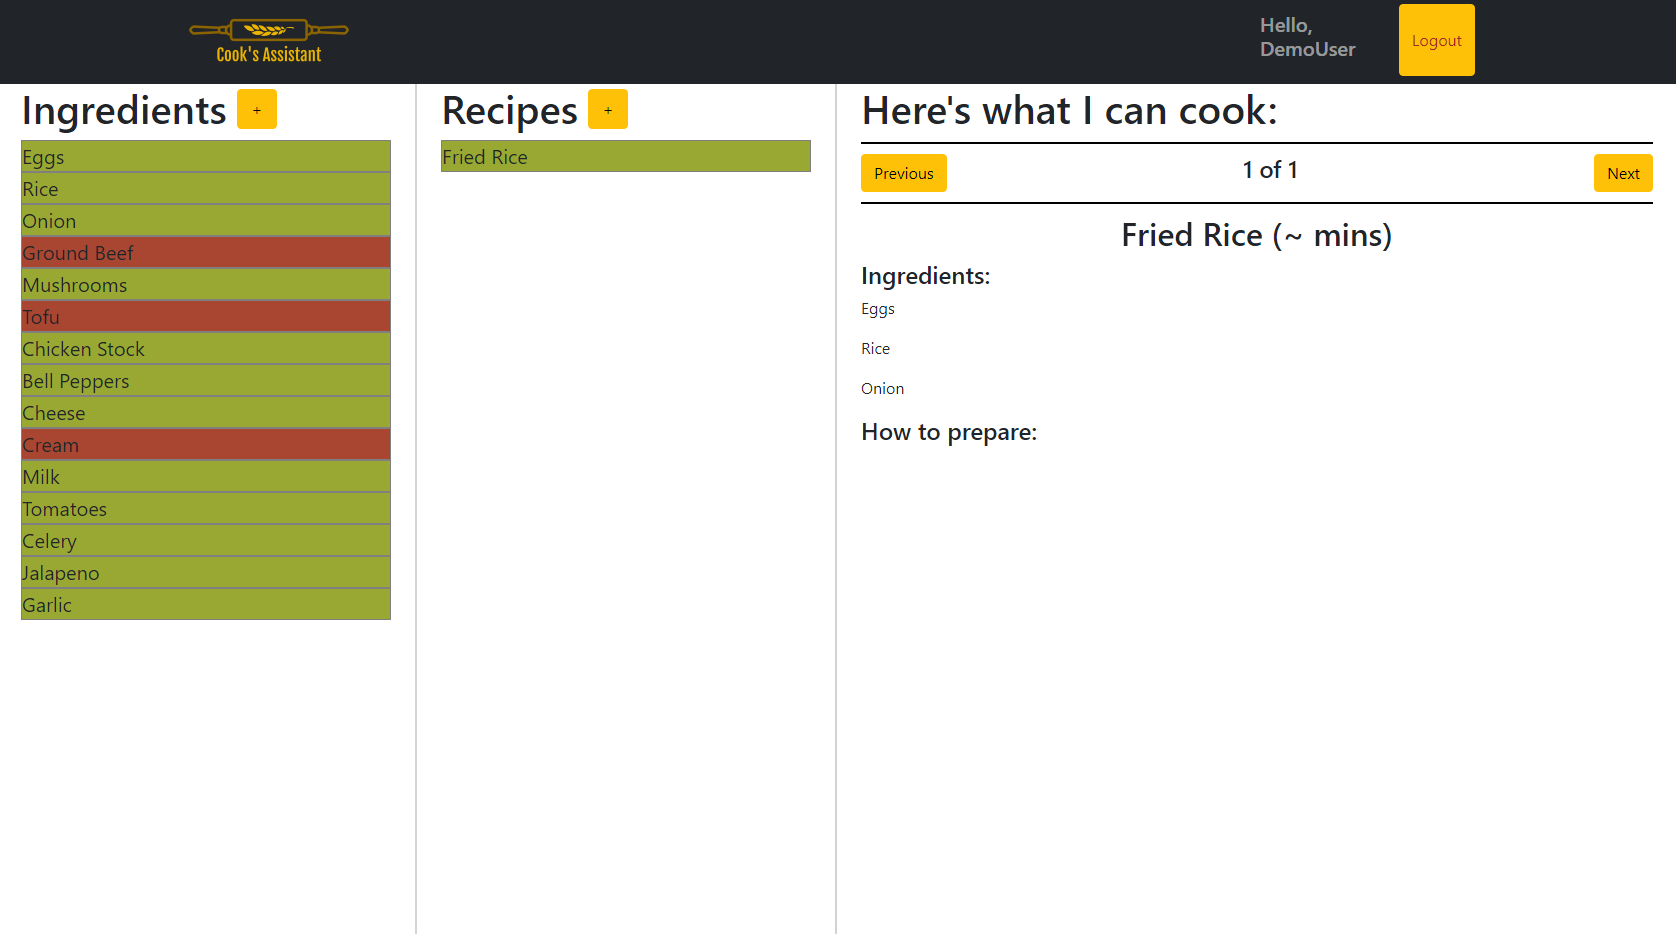 Cook's Assistant
Hello,
DemoUser
Logout
Ingredients +
Eggs
Rice
Onion
Ground Beef
Mushrooms
Tofu
Chicken Stock
Bell Peppers
Cheese
Cream
Milk
Tomatoes
Celery
Jalapeno
Garlic
Recipes +
Fried Rice
Here's what I can cook:
Previous 1 of 1 Next
Fried Rice (~ mins)
Ingredients:
Eggs
Rice
Onion
How to prepare: